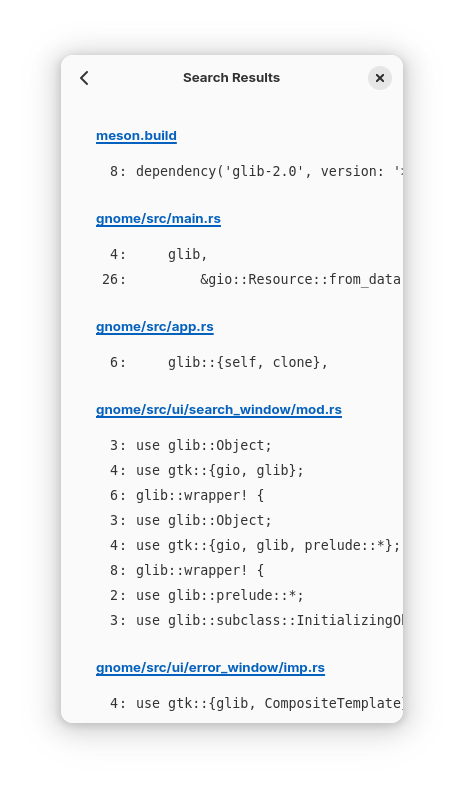 Search Results
meson.build
8: dependency('glib-2.0', version: '
gnome/src/main.rs
4: glib,
26: &gio::Resource::from_data
gnome/src/app.rs
6: glib::{self, clone},
gnome/src/ui/search_window/mod.rs
3: use glib::Object;
4: use gtk::{gio, glib};
6: glib::wrapper! {
3: use glib::Object;
4: use gtk::{gio, glib, prelude::*};
8: glib::wrapper! {
2: use glib::prelude::*;
3: use glib::subclass::InitializingOb
gnome/src/ui/error_window/imp.rs
4: use gtk::{glib, CompositeTemplate}